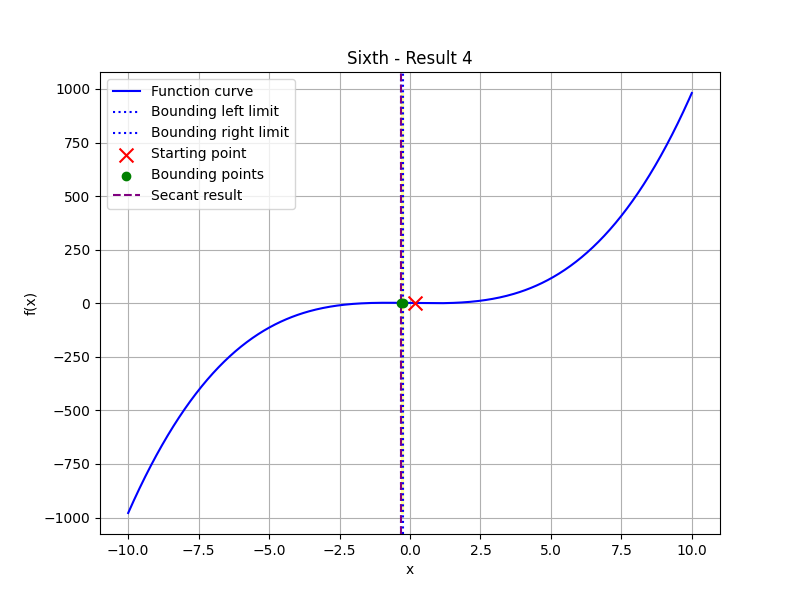 Sixth - Result 4
Function curve
Bounding left limit
Bounding right limit
Starting point
Bounding points
Secant result
1000
750
500
250
0
−250
−500
−750
−1000
f(x)
−10.0 −7.5 −5.0 −2.5 0.0 2.5 5.0 7.5 10.0
x